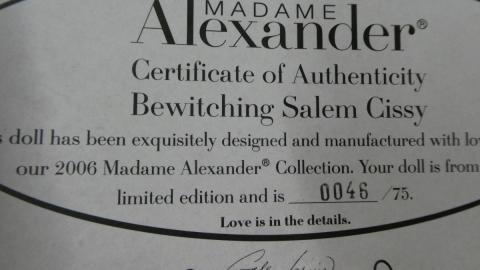 MADAME
Alexander®
Certificate of Authenticity
Bewitching Salem Cissy
doll has been exquisitely designed and manufactured with
our 2006 Madame Alexander® Collection. Your doll is from
limited edition and is 0046 /75.
Love is in the details.